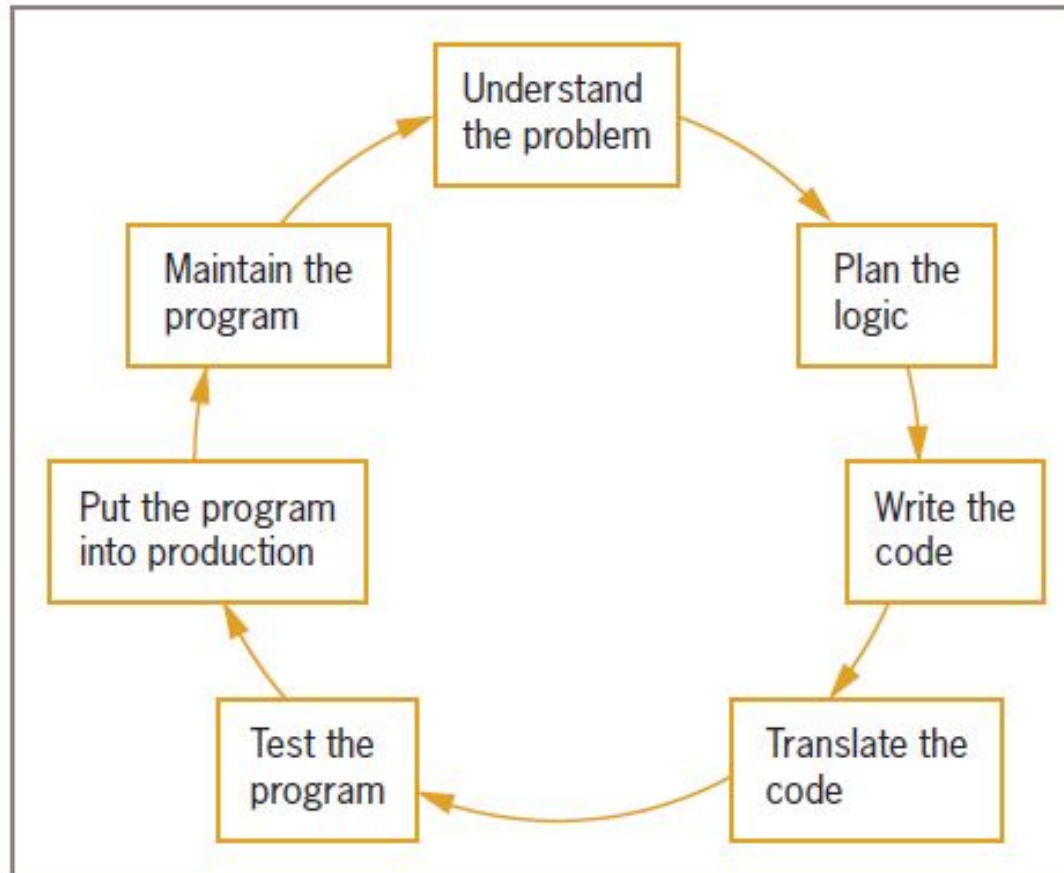 Understand
the problem
Plan the
logic
Write the
code
Translate the
code
Test the
program
Put the program
into production
Maintain the
program